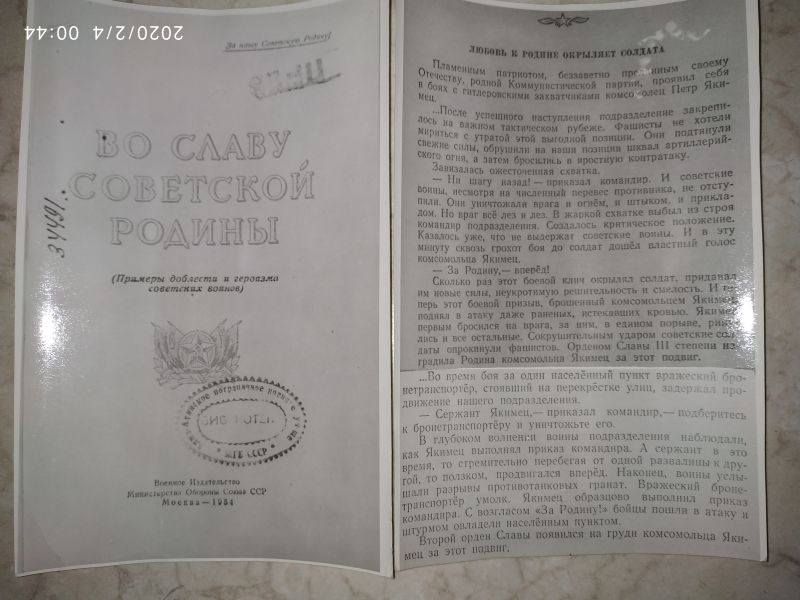 2020/2/4 00:44
За нашу Советскую Родину!
34491.
ВО СЛАВУ
СОВЕТСКОЙ
РОДИНЫ
(Примеры доблести и героизма
советских воинов)
пограничное военное
МГБ СССР
Военное Издательство
Министерства Обороны Союза ССР
Москва—1954
ЛЮБОВЬ К РОДИНЕ ОКРЫЛЯЕТ СОЛДАТА
Пламенным патриотом, беззаветно преданным своему
Отечеству, родной Коммунистической партии, проявил себя
в боях с гитлеровскими захватчиками комсомолец Петр Яки-
мец.
...После успешного наступления подразделение закрепи-
лось на важном тактическом рубеже. Фашисты не хотели
мириться с утратой этой выгодной позиции. Они подтянули
свежие силы, обрушили на наши позиции шквал артиллерий-
ского огня, а затем бросились в яростную контратаку.
Завязалась ожесточенная схватка.
— Ни шагу назад! — приказал командир. И советские
воины, несмотря на численный перевес противника, не отсту-
пили. Они уничтожали врага и огнём, и штыком, и прикла-
дом. Но враг всё лез и лез. В жаркой схватке выбыл из строя
командир подразделения. Создалось критическое положение.
Казалось уже, что не выдержат советские воины. И в эту
минуту сквозь грохот боя до солдат дошёл властный голос
комсомольца Якимец.
— За Родину,— вперёд!
Сколько раз этот боевой клич окрылял солдат, придавал
им новые силы, неукротимую решительность и смелость. И те-
перь этот боевой призыв, брошенный комсомольцем Якимец,
поднял в атаку даже раненых, истекавших кровью. Якимец
первым бросился на врага, за ним, в едином порыве, рину-
лись и все остальные. Сокрушительным ударом советские сол-
даты опрокинули фашистов. Орденом Славы III степени на-
градила Родина комсомольца Якимец за этот подвиг.
...Во время боя за один населённый пункт вражеский бро-
нетранспортёр, стоявший на перекрёстке улиц, задержал про-
движение нашего подразделения.
— Сержант Якимец,— приказал командир,— подберитесь
к бронетранспортёру и уничтожьте его.
В глубоком волнении воины подразделения наблюдали,
как Якимец выполнял приказ командира. А сержант в это
время, то стремительно перебегая от одной развалины к дру-
гой, то ползком, продвигался вперёд. Наконец, воины услы-
шали разрывы противотанковых гранат. Вражеский броне-
транспортёр умолк. Якимец образцово выполнил приказ
командира. С возгласом «За Родину!» бойцы пошли в атаку и
штурмом овладели населённым пунктом.
Второй орден Славы появился на груди комсомольца Яки-
мец за этот подвиг.